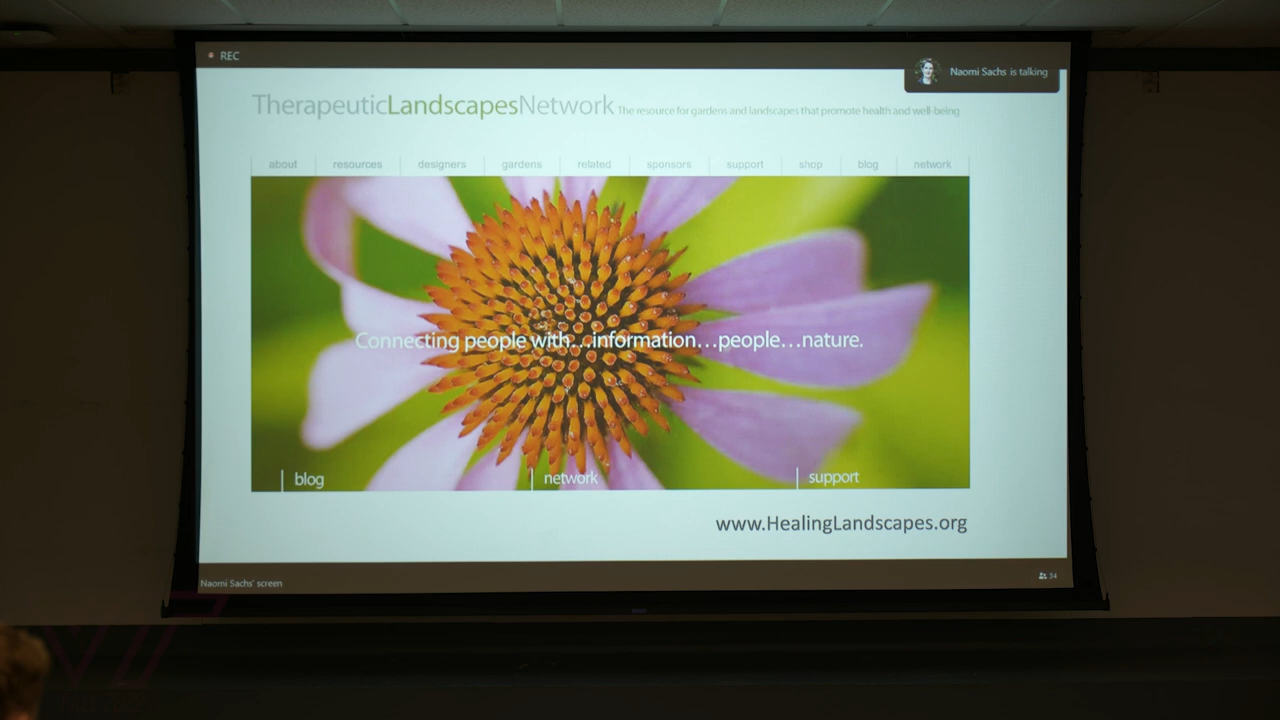 REC
Naomi Sachs is talking
TherapeuticLandscapesNetwork The resource for gardens and landscapes that promote health and well-being
about resources designers gardens related sponsors support shop blog network
Connecting people with...information...people...nature.
blog network support
www.HealingLandscapes.org
Naomi Sachs' screen
34